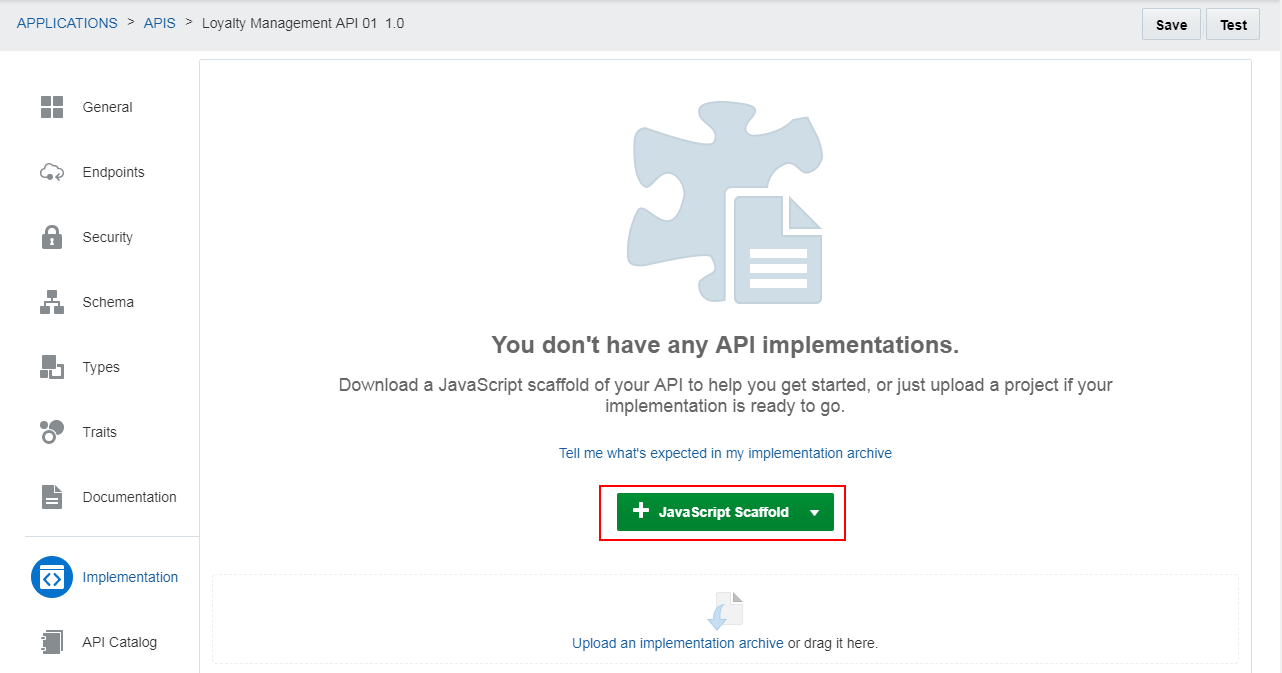 APPLICATIONS > APIS > Loyalty Management API 01 1.0
Save
Test
General
Endpoints
Security
Schema
Types
Traits
Documentation
Implementation
API Catalog
You don't have any API implementations.
Download a JavaScript scaffold of your API to help you get started, or just upload a project if your
implementation is ready to go.
Tell me what's expected in my implementation archive
JavaScript Scaffold
Upload an implementation archive or drag it here.